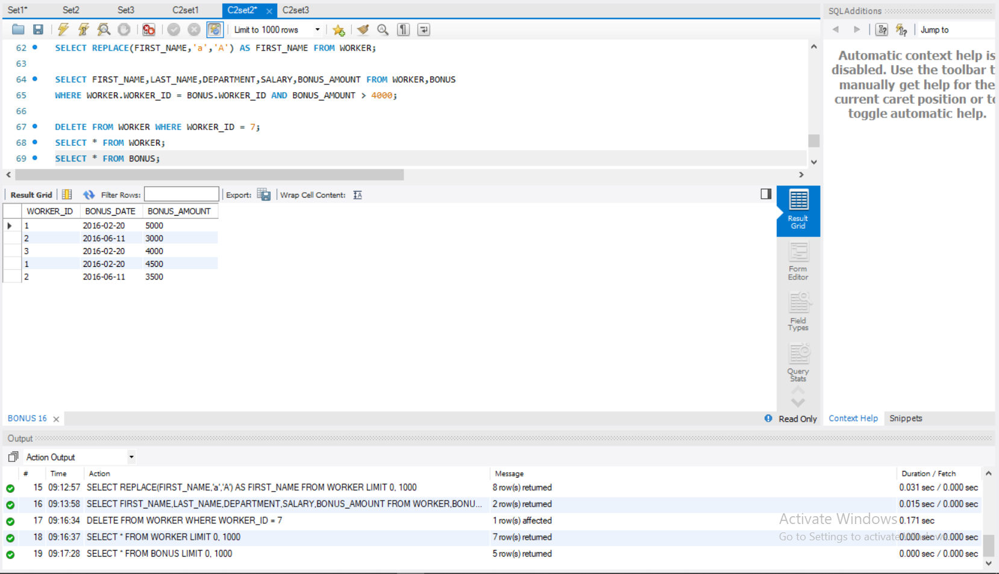 Set1*
Set2
Set3
C2set1
C2set2*
C2set3
SQLAdditions
Limit to 1000 rows
Jump to
62 SELECT REPLACE(FIRST_NAME,'a','A') AS FIRST_NAME FROM WORKER;
63
64 SELECT FIRST_NAME,LAST_NAME,DEPARTMENT,SALARY,BONUS_AMOUNT FROM WORKER,BONUS
65 WHERE WORKER.WORKER_ID = BONUS.WORKER_ID AND BONUS_AMOUNT > 4000;
66
67 DELETE FROM WORKER WHERE WORKER_ID = 7;
68 SELECT * FROM WORKER;
69 SELECT * FROM BONUS;
Automatic context help is
disabled. Use the toolbar t
manually get help for the
current caret position or to
toggle automatic help.
Result Grid
Filter Rows:
Export:
Wrap Cell Content:
WORKER_ID BONUS_DATE BONUS_AMOUNT
1 2016-02-20 5000
2 2016-06-11 3000
3 2016-02-20 4000
1 2016-02-20 4500
2 2016-06-11 3500
Result
Grid
Form
Editor
Field
Types
Query
Stats
BONUS 16
Read Only
Context Help
Snippets
Output
Action Output
# Time Action Message Duration / Fetch
15 09:12:57 SELECT REPLACE(FIRST_NAME,'a','A') AS FIRST_NAME FROM WORKER LIMIT 0, 1000 8 row(s) returned 0.031 sec / 0.000 sec
16 09:13:58 SELECT FIRST_NAME,LAST_NAME,DEPARTMENT,SALARY,BONUS_AMOUNT FROM WORKER,BONU... 2 row(s) returned 0.015 sec / 0.000 sec
17 09:16:34 DELETE FROM WORKER WHERE WORKER_ID = 7 1 row(s) affected 0.171 sec
18 09:16:37 SELECT * FROM WORKER LIMIT 0, 1000 7 row(s) returned 0.000 sec / 0.000 sec
19 09:17:28 SELECT * FROM BONUS LIMIT 0, 1000 5 row(s) returned 0.000 sec / 0.000 sec
Activate Windows
Go to Settings to activate Windows.